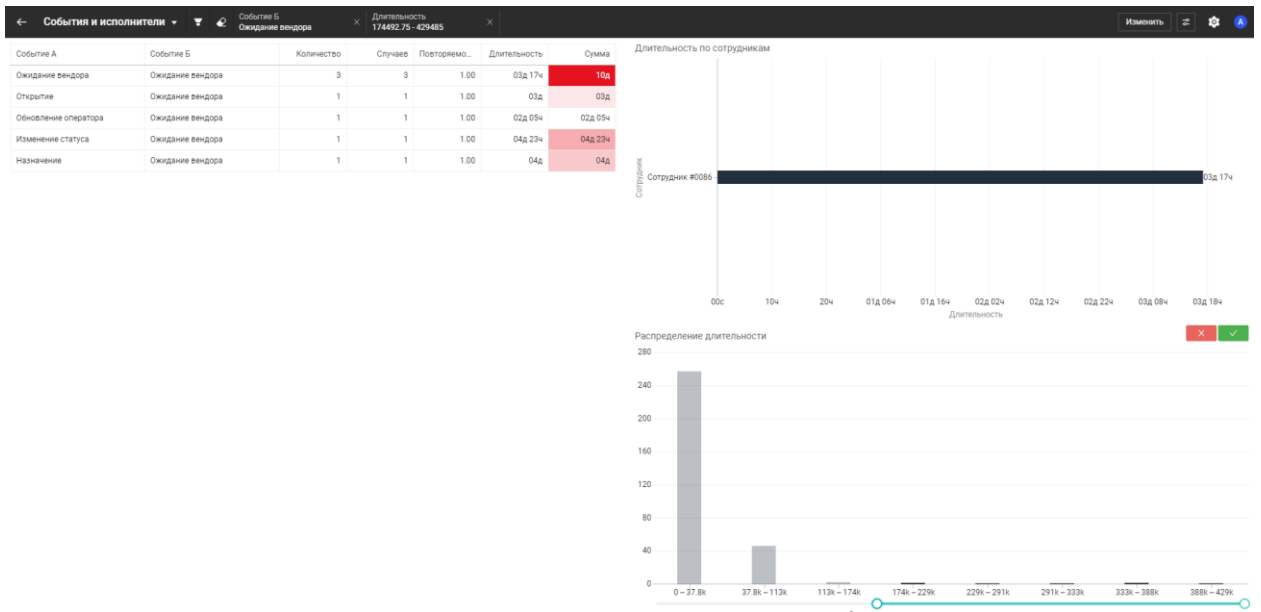 События и исполнители
Событие Б
Ожидание вендора
Длительность
174492.75 - 429485
Изменить
A
Событие А Событие Б Количество Случаев Повторяемо... Длительность Сумма
Ожидание вендора Ожидание вендора 3 3 1.00 03д 17ч 10д
Открытие Ожидание вендора 1 1 1.00 03д 03д
Обновление оператора Ожидание вендора 1 1 1.00 02д 05ч 02д 05ч
Изменение статуса Ожидание вендора 1 1 1.00 04д 23ч 04д 23ч
Назначение Ожидание вендора 1 1 1.00 04д 04д
Длительность по сотрудникам
Сотрудник
Сотрудник #0086
03д 17ч
00с 10ч 20ч 01д 06ч 01д 16ч 02д 02ч 02д 12ч 02д 22ч 03д 08ч 03д 18ч
Длительность
Распределение длительности
280
240
200
160
120
80
40
0
0 – 37.8k 37.8k – 113k 113k – 174k 174k – 229k 229k – 291k 291k – 333k 333k – 388k 388k – 429k